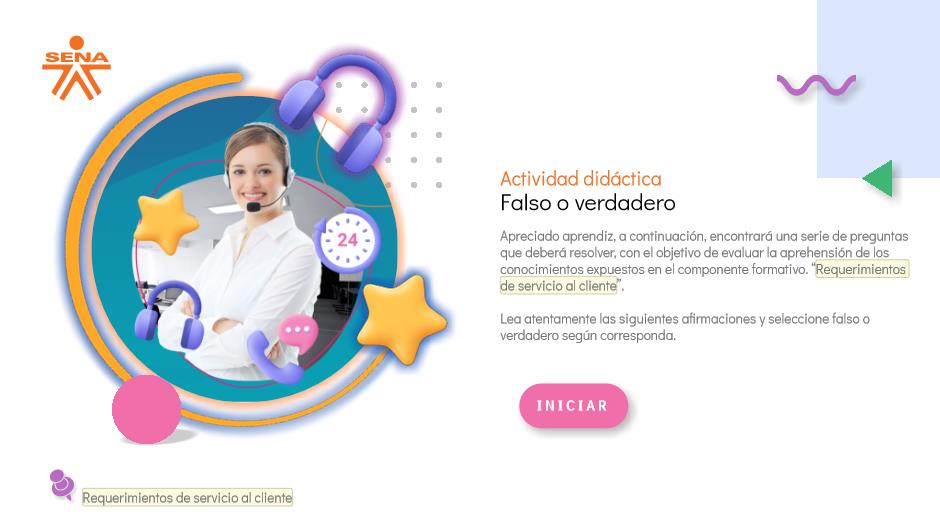 SENA
24
Actividad didáctica
Falso o verdadero
Apreciado aprendiz, a continuación, encontrará una serie de preguntas
que deberá resolver, con el objetivo de evaluar la aprehensión de los
conocimientos expuestos en el componente formativo. "Requerimientos
de servicio al cliente".
Lea atentamente las siguientes afirmaciones y seleccione falso o
verdadero según corresponda.
INICIAR
Requerimientos de servicio al cliente